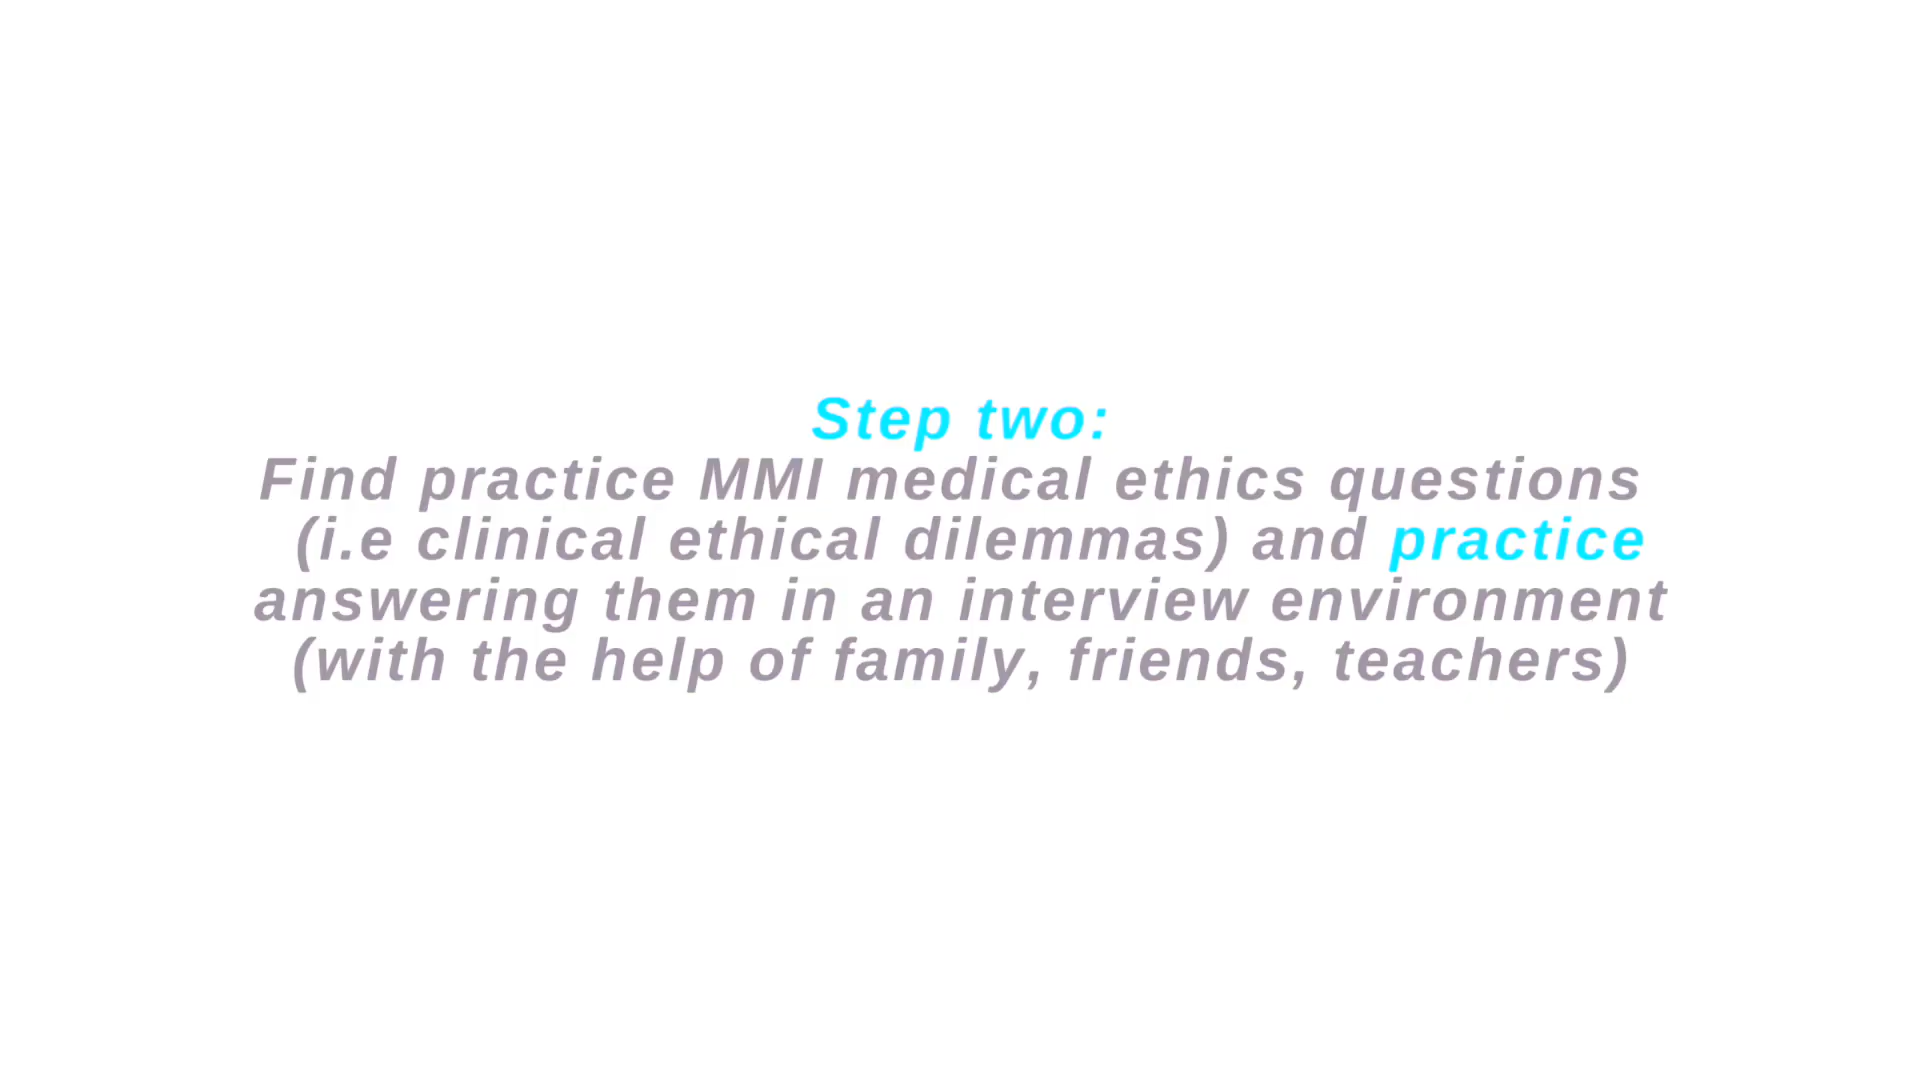 Step two:
Find practice MMI medical ethics questions
(i.e clinical ethical dilemmas) and practice
answering them in an interview environment
(with the help of family, friends, teachers)